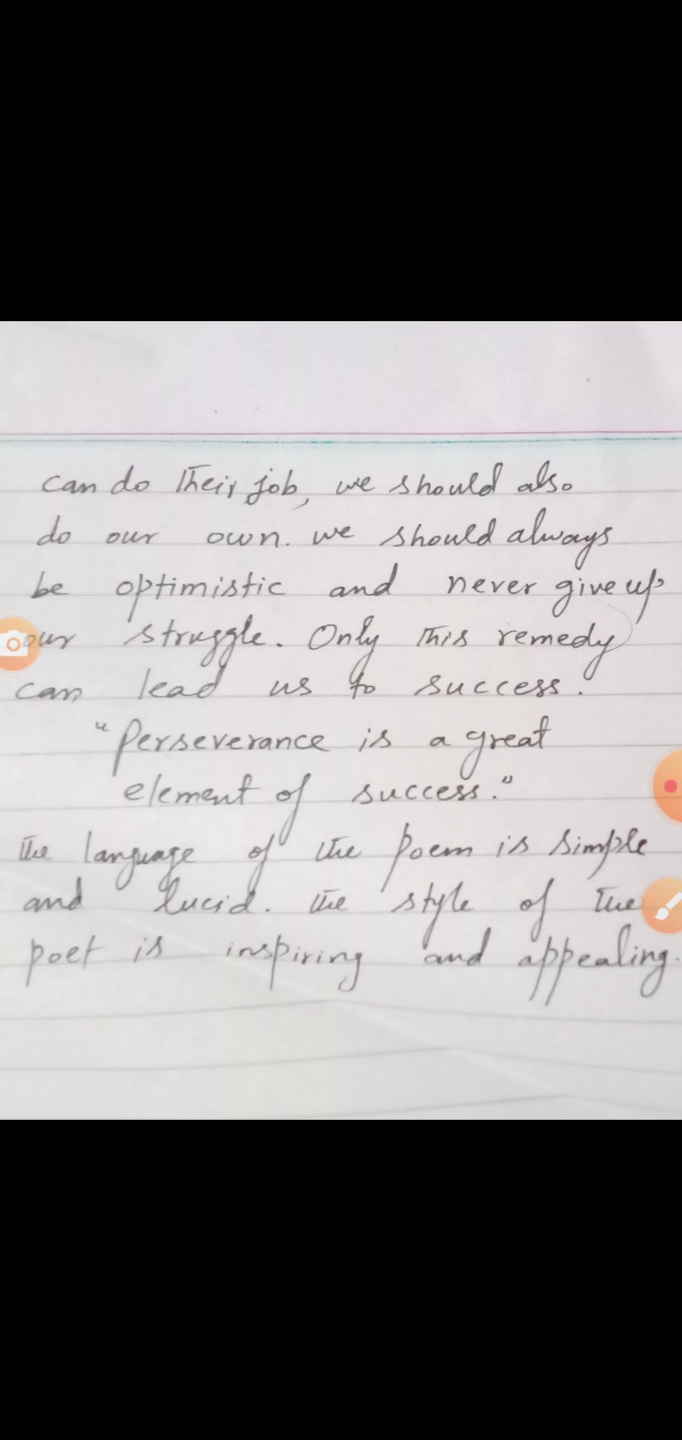 can do their job, we should also
do our own. we should always
be optimistic and never give up
our struggle. Only this remedy
can lead us to success.
"Perseverance is a great
element of success."
the language of the poem is simple
and lucid. the style of the
poet is inspiring and appealing.